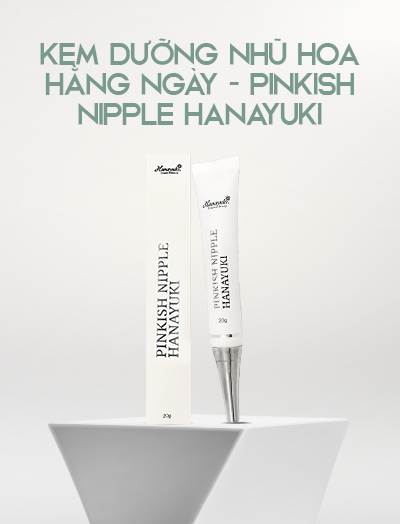 KEM DƯỠNG NHŨ HOA
HẰNG NGÀY - PINKISH
NIPPLE HANAYUKI
Hanayuki
PINKISH NIPPLE
HANAYUKI
20g
Hanayuki
PINKISH NIPPLE
HANAYUKI
20g